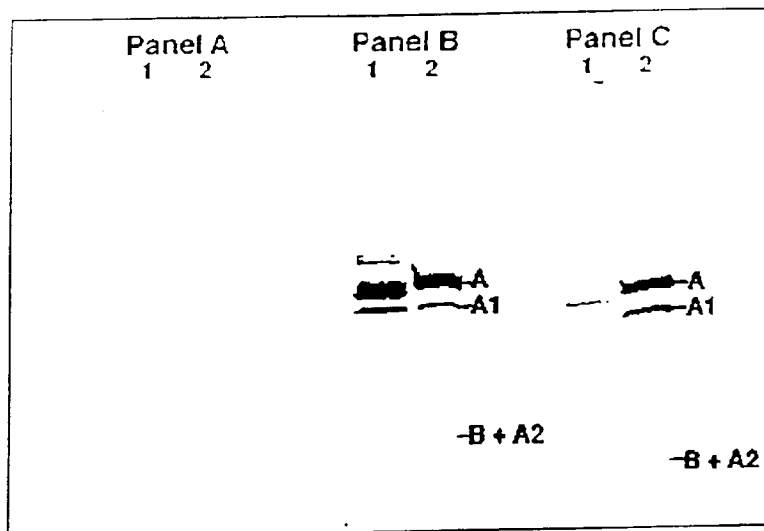 Panel A Panel B Panel C
1 2 1 2 1 2
A A
A1 A1
B + A2
B + A2